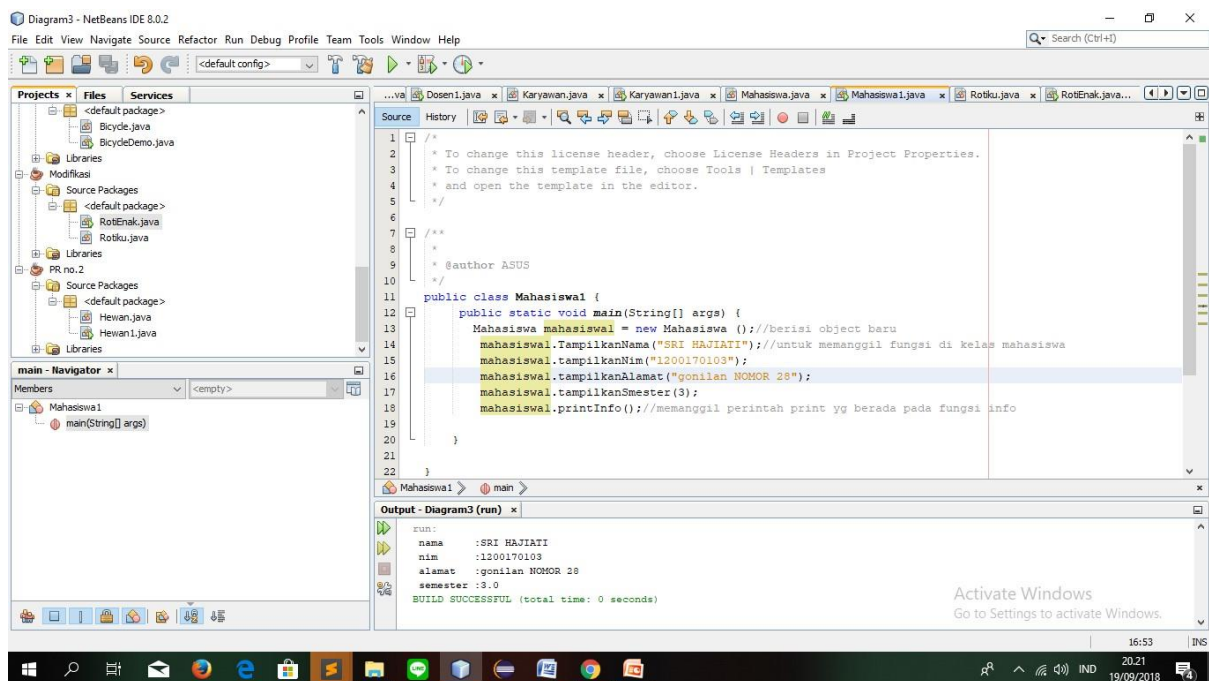 Diagram3 - NetBeans IDE 8.0.2
File Edit View Navigate Source Refactor Run Debug Profile Team Tools Window Help
Search (Ctrl+I)
<default config>
Projects Files Services
<default package>
Bicycle.java
BicycleDemo.java
Libraries
Modifikasi
Source Packages
<default package>
RotiEnak.java
Rotiku.java
Libraries
PR no.2
Source Packages
<default package>
Hewan.java
Hewan1.java
Libraries
main - Navigator
Members <empty>
Mahasiswa1
main(String[] args)
...va Dosen1.java Karyawan.java Karyawan1.java Mahasiswa.java Mahasiswa1.java Rotiku.java RotiEnak.java...
Source History
1 /*
2 * To change this license header, choose License Headers in Project Properties.
3 * To change this template file, choose Tools | Templates
4 * and open the template in the editor.
5 */
6
7 /**
8 *
9 * @author ASUS
10 */
11 public class Mahasiswa1 {
12 public static void main(String[] args) {
13 Mahasiswa mahasiswa1 = new Mahasiswa ();//berisi object baru
14 mahasiswa1.TampilkanNama("SRI HAJIATI");//untuk memanggil fungsi di kelas mahasiswa
15 mahasiswa1.tampilkanNim("1200170103");
16 mahasiswa1.tampilkanAlamat("gonilan NOMOR 28");
17 mahasiswa1.tampilkanSmester(3);
18 mahasiswa1.printInfo();//memanggil perintah print yg berada pada fungsi info
19
20 }
21
22 }
Mahasiswa1 main
Output - Diagram3 (run)
run:
nama :SRI HAJIATI
nim :1200170103
alamat :gonilan NOMOR 28
semester :3.0
BUILD SUCCESSFUL (total time: 0 seconds)
Activate Windows
Go to Settings to activate Windows.
16:53 INS
IND
20.21
19/09/2018
4